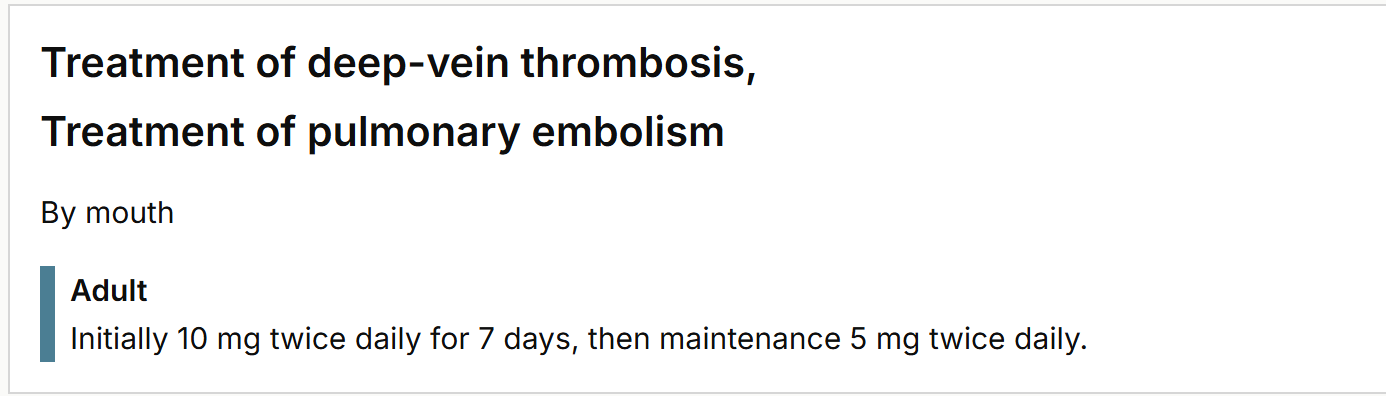 Treatment of deep-vein thrombosis,
Treatment of pulmonary embolism
By mouth
Adult
Initially 10 mg twice daily for 7 days, then maintenance 5 mg twice daily.